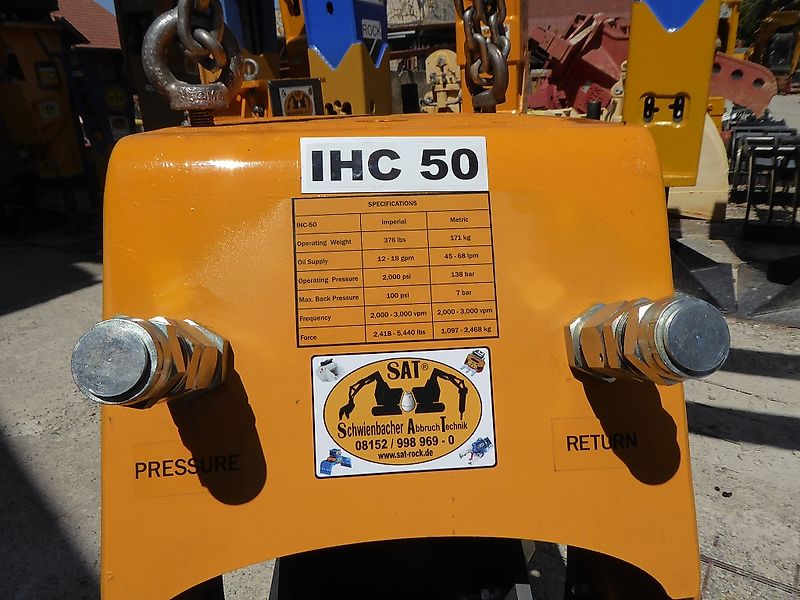 ROCK
IHC 50
SPECIFICATIONS
IHC-50 Imperial Metric
Operating Weight 376 lbs 171 kg
Oil Supply 12 - 18 gpm 45 - 68 lpm
Operating Pressure 2,000 psi 138 bar
Max. Back Pressure 100 psi 7 bar
Frequency 2,000 - 3,000 vpm 2,000 - 3,000 vpm
Force 2,418 - 5,440 lbs 1,097 - 2,468 kg
SAT®
Schwienbacher AbbruchTechnik
08152 / 998 969 - 0
www.sat-rock.de
PRESSURE
RETURN